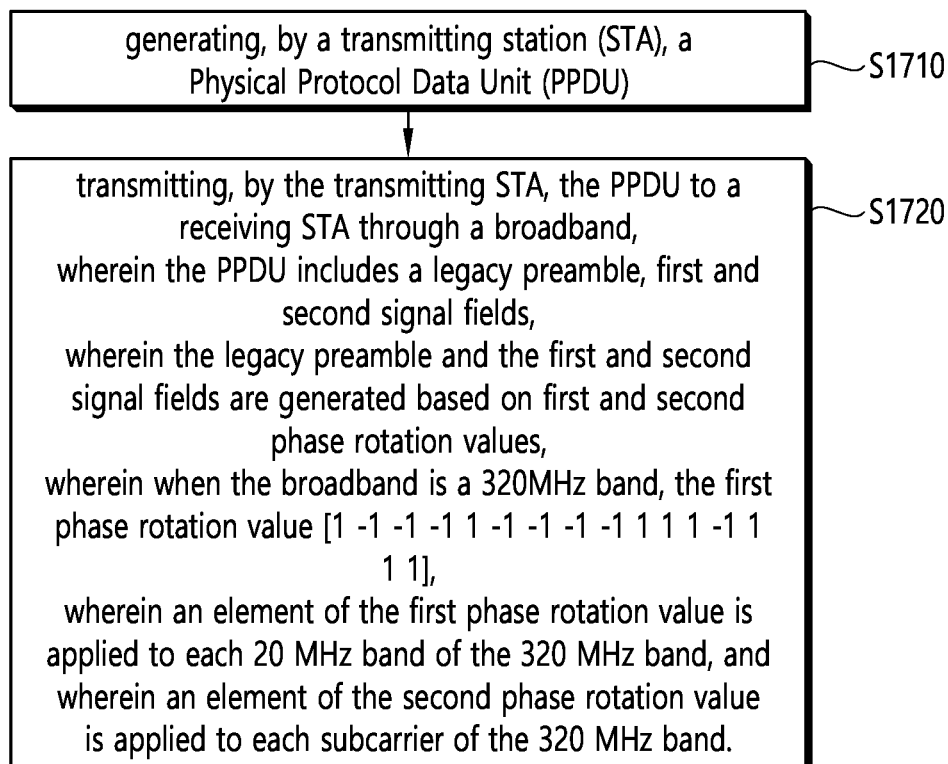 generating, by a transmitting station (STA), a
Physical Protocol Data Unit (PPDU)
S1710
transmitting, by the transmitting STA, the PPDU to a
receiving STA through a broadband,
S1720
wherein the PPDU includes a legacy preamble, first and
second signal fields,
wherein the legacy preamble and the first and second
signal fields are generated based on first and second
phase rotation values,
wherein when the broadband is a 320MHz band, the first
phase rotation value [1 -1 -1 -1 1 -1 -1 -1 -1 1 1 1 -1 1
1 1],
wherein an element of the first phase rotation value is
applied to each 20 MHz band of the 320 MHz band, and
wherein an element of the second phase rotation value
is applied to each subcarrier of the 320 MHz band.